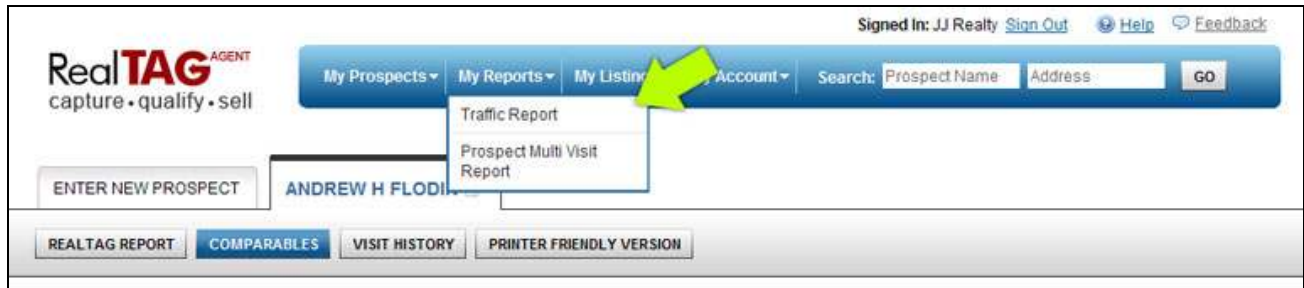 Signed In: JJ Realty Sign Out Help Feedback
RealTAG AGENT
capture • qualify • sell
My Prospects My Reports My Listin Account Search: Prospect Name Address GO
Traffic Report
Prospect Multi Visit
Report
ENTER NEW PROSPECT ANDREW H FLODI
REALTAG REPORT COMPARABLES VISIT HISTORY PRINTER FRIENDLY VERSION